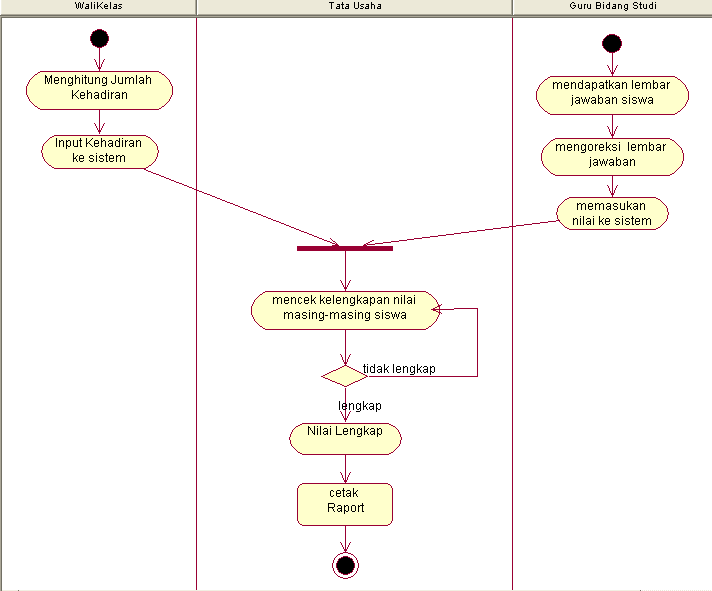 WaliKelas
Tata Usaha
Guru Bidang Studi
Menghitung Jumlah
Kehadiran
Input Kehadiran
ke sistem
mendapatkan lembar
jawaban siswa
mengoreksi lembar
jawaban
memasukan
nilai ke sistem
mencek kelengkapan nilai
masing-masing siswa
tidak lengkap
lengkap
Nilai Lengkap
cetak
Raport